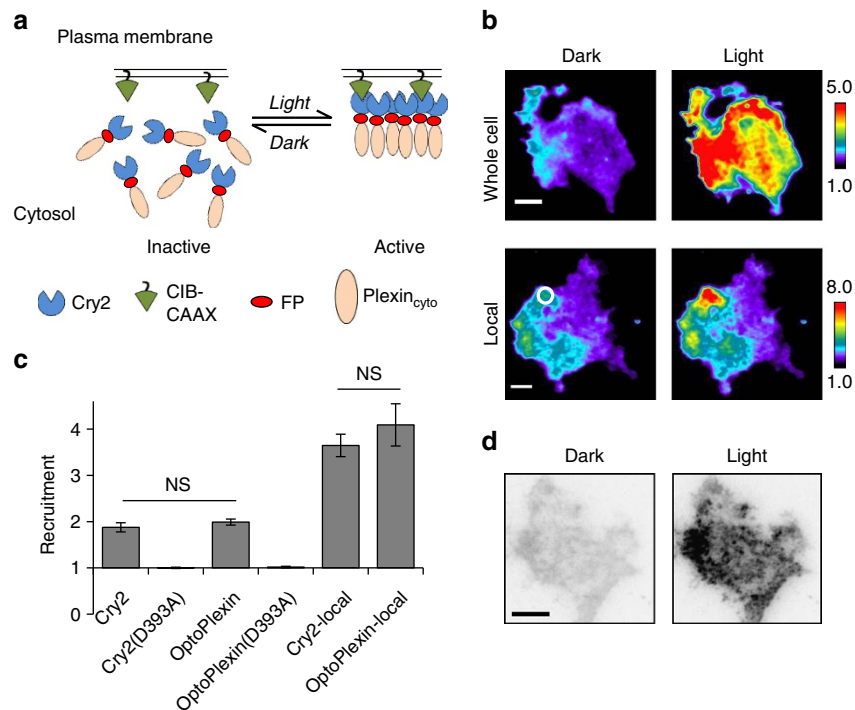 a
Plasma membrane
Light
Dark
Cytosol
Inactive
Active
Cry2
CIB-
CAAX
FP
Plexincyto
b
Dark
Light
Whole cell
5.0
1.0
Local
8.0
1.0
c
Recruitment
4
3
2
1
0
NS
NS
Cry2
Cry2(D393A)
OptoPlexin
OptoPlexin(D393A)
Cry2-local
OptoPlexin-local
d
Dark
Light